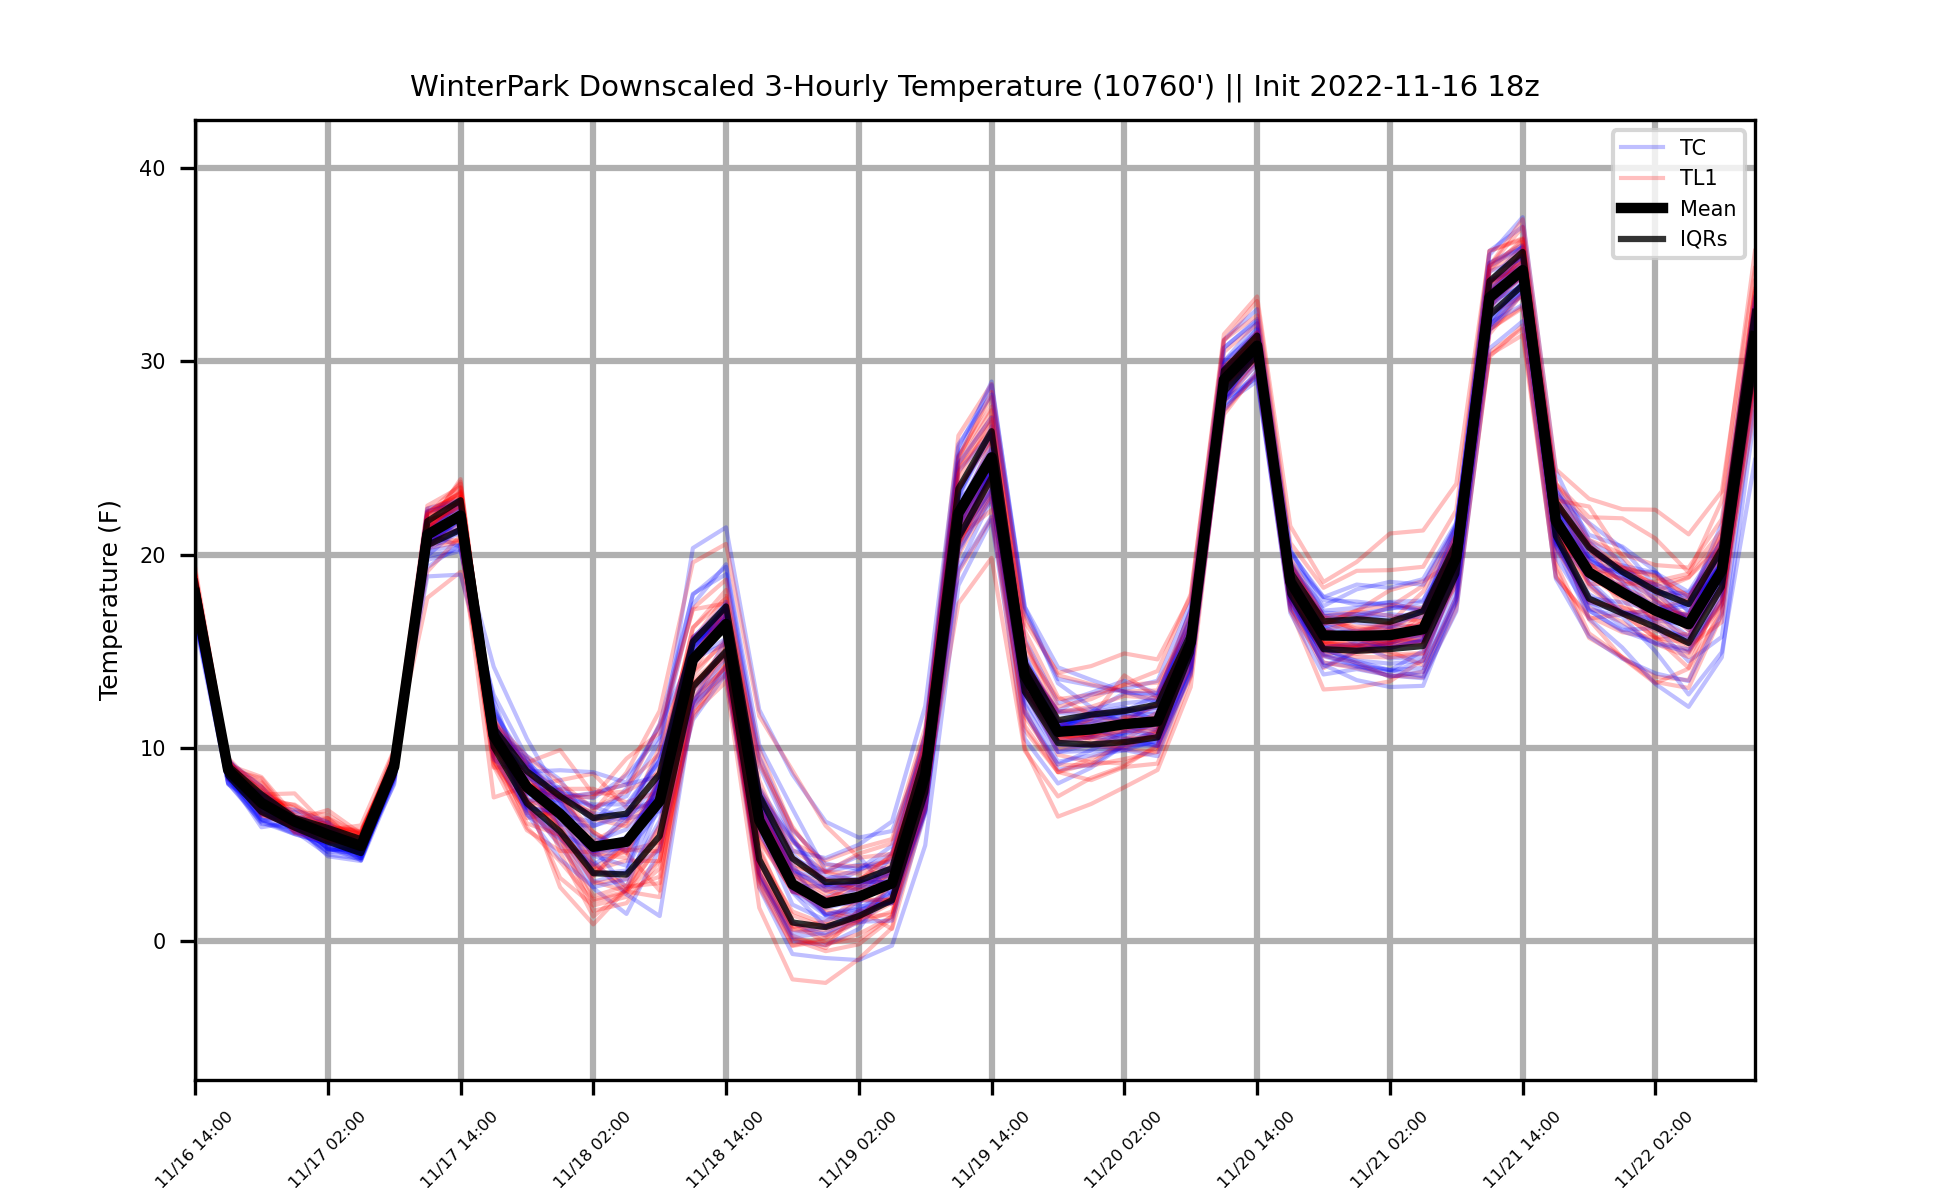 WinterPark Downscaled 3-Hourly Temperature (10760') || Init 2022-11-16 18z
TC
TL1
Mean
IQRs
Temperature (F)
40
30
20
10
0
11/16 14:00
11/17 02:00
11/17 14:00
11/18 02:00
11/18 14:00
11/19 02:00
11/19 14:00
11/20 02:00
11/20 14:00
11/21 02:00
11/21 14:00
11/22 02:00